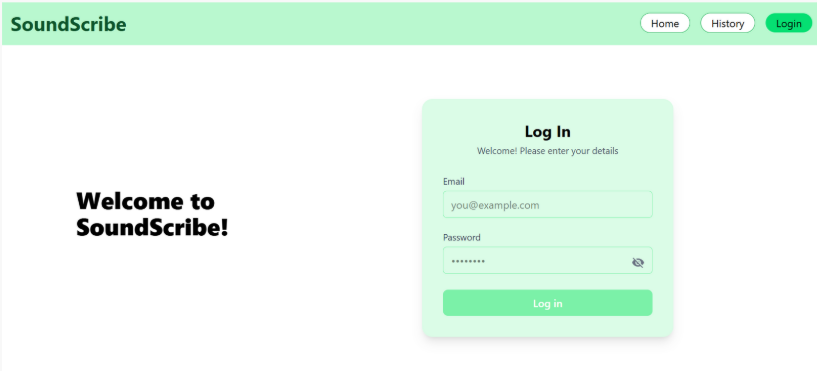 SoundScribe
Home
History
Login
Welcome to
SoundScribe!
Log In
Welcome! Please enter your details
Email
you@example.com
Password
••••••••
Log in